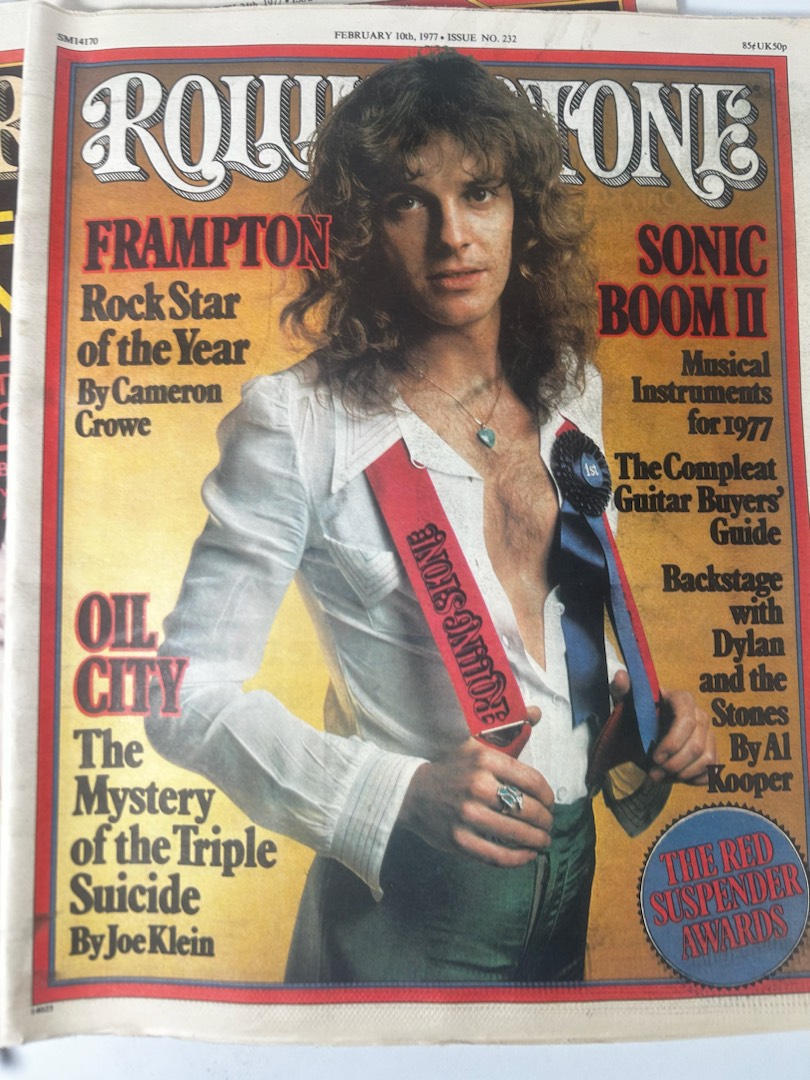 SM14170
FEBRUARY 10th, 1977 • ISSUE NO. 232
85¢ UK50p
ROLLING STONE
FRAMPTON
Rock Star
of the Year
By Cameron
Crowe
OIL
CITY
The
Mystery
of the Triple
Suicide
By Joe Klein
ROLLING STONE
1st
SONIC
BOOM II
Musical
Instruments
for 1977
The Compleat
Guitar Buyers'
Guide
Backstage
with
Dylan
and the
Stones
By Al
Kooper
THE RED
SUSPENDER
AWARDS